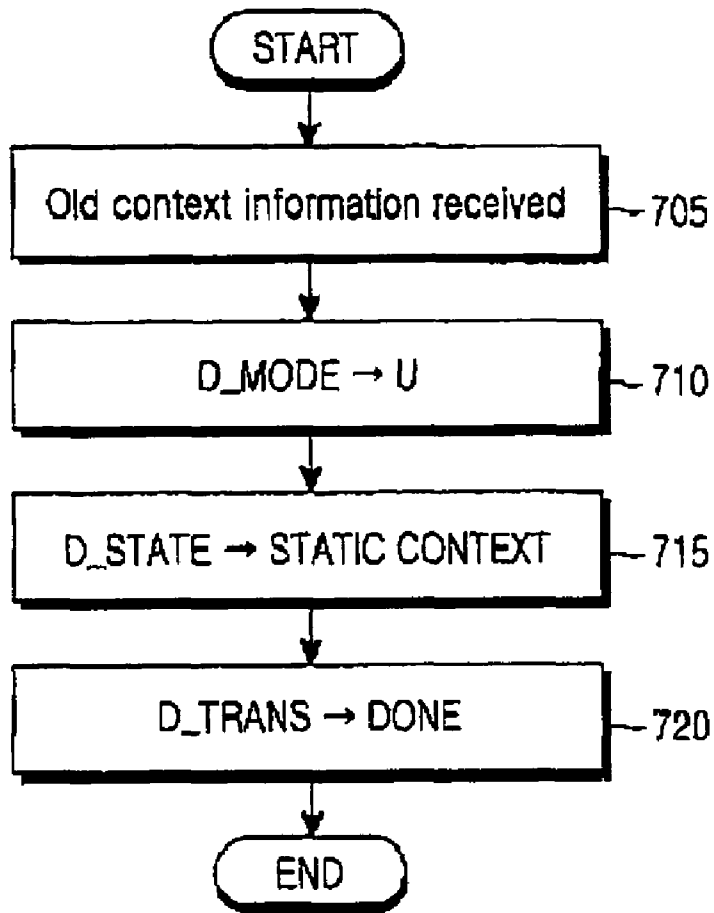 START
Old context information received
705
D_MODE → U
710
D_STATE → STATIC CONTEXT
715
D_TRANS → DONE
720
END